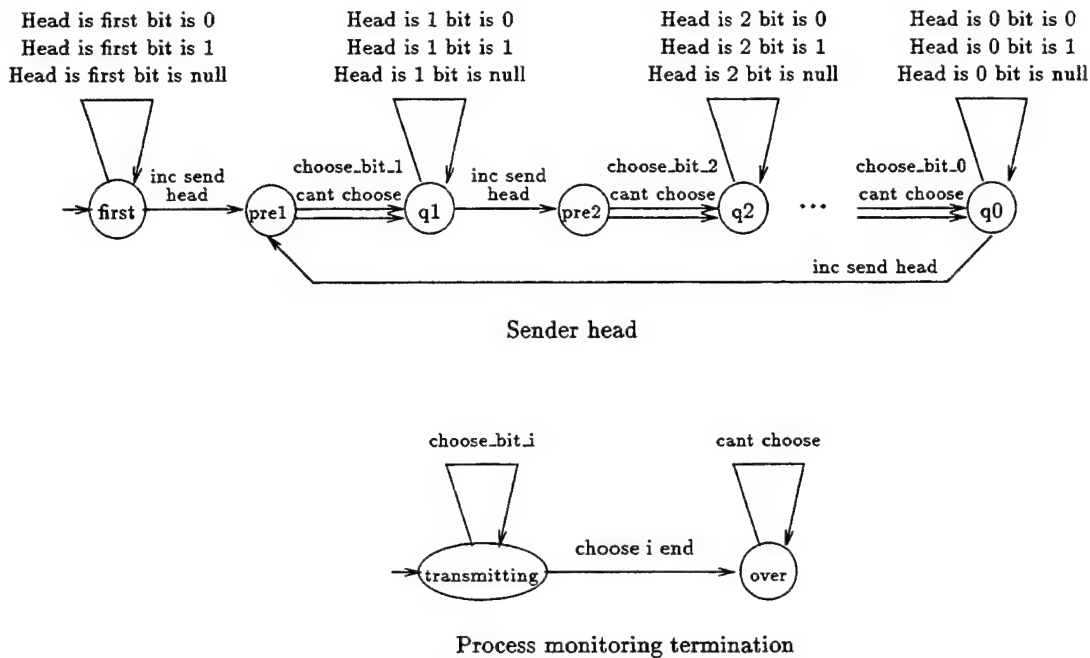 Head is first bit is 0
Head is first bit is 1
Head is first bit is null
Head is 1 bit is 0
Head is 1 bit is 1
Head is 1 bit is null
Head is 2 bit is 0
Head is 2 bit is 1
Head is 2 bit is null
Head is 0 bit is 0
Head is 0 bit is 1
Head is 0 bit is null
first
inc send
head
pre1
choose_bit_1
cant choose
q1
inc send
head
pre2
choose_bit_2
cant choose
q2
...
choose_bit_0
cant choose
q0
inc send head
Sender head
choose_bit_i
cant choose
transmitting
choose i end
over
Process monitoring termination